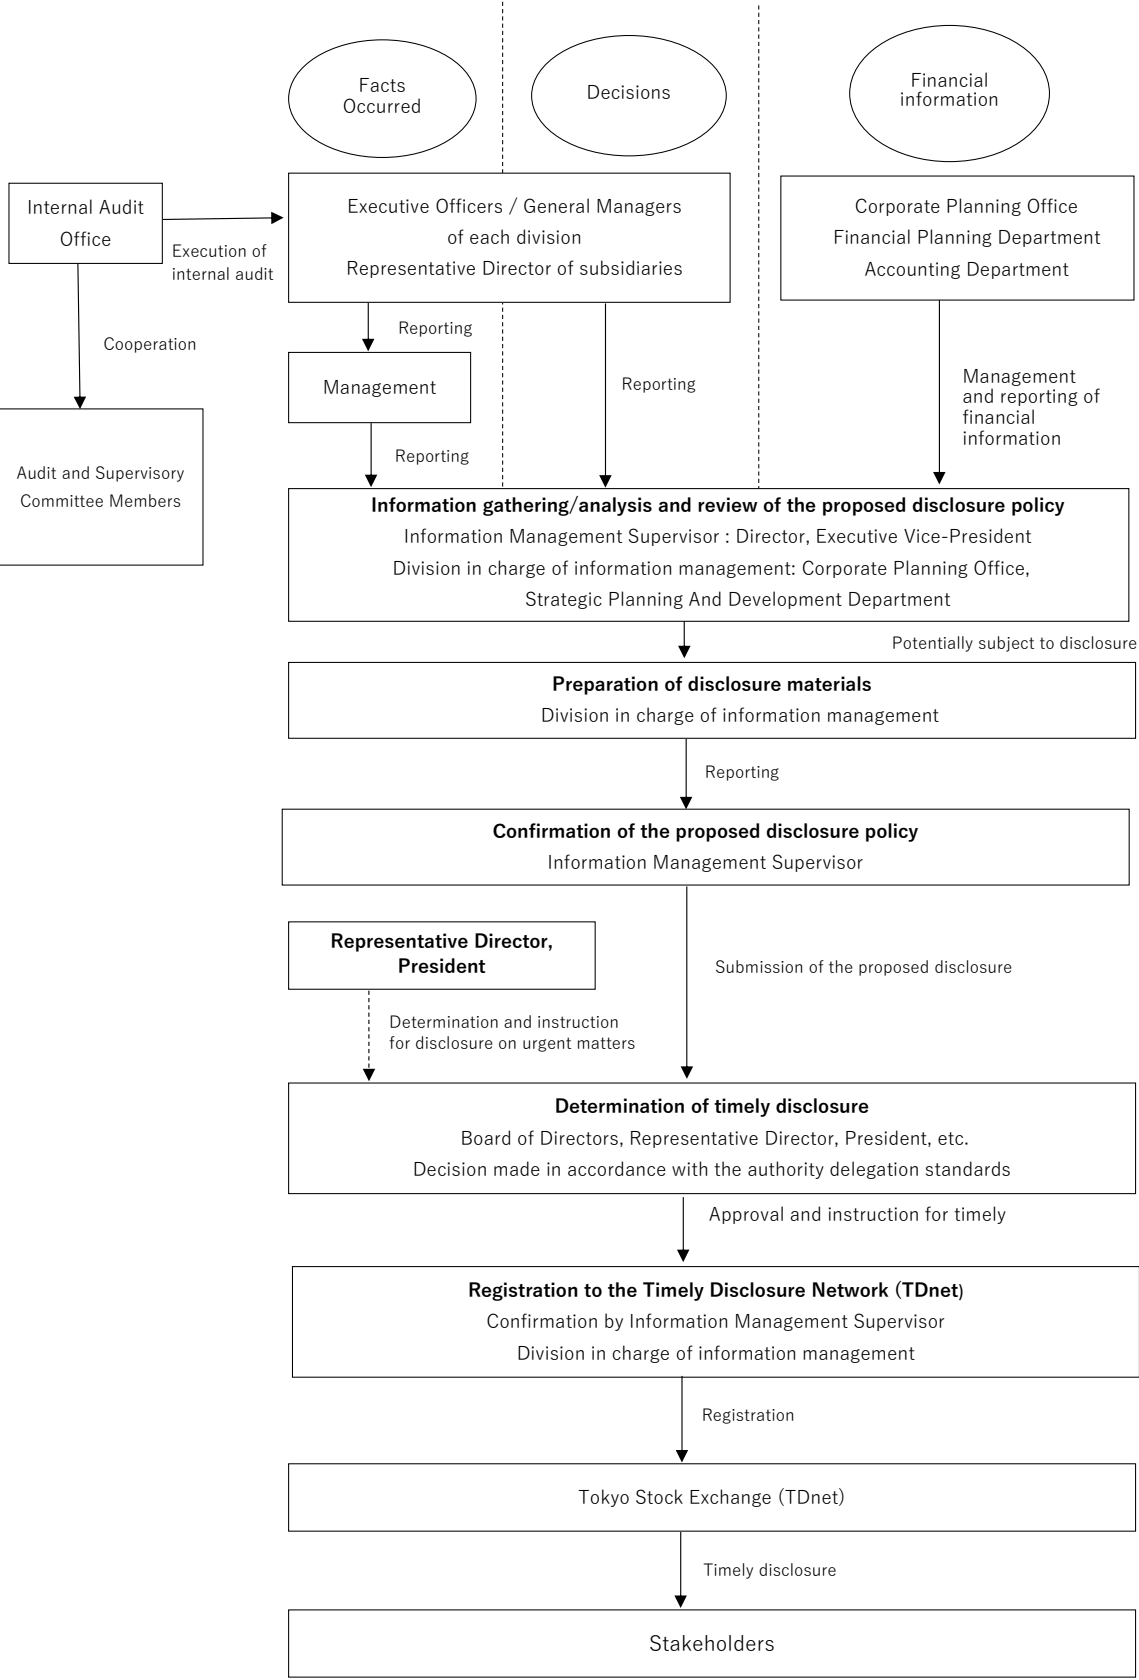 Facts
Occurred
Decisions
Financial
information
Internal Audit
Office
Execution of
internal audit
Executive Officers / General Managers
of each division
Representative Director of subsidiaries
Corporate Planning Office
Financial Planning Department
Accounting Department
Cooperation
Reporting
Management
Reporting
Reporting
Management
and reporting of
financial
information
Audit and Supervisory
Committee Members
Information gathering/analysis and review of the proposed disclosure policy
Information Management Supervisor : Director, Executive Vice-President
Division in charge of information management: Corporate Planning Office,
Strategic Planning And Development Department
Potentially subject to disclosure
Preparation of disclosure materials
Division in charge of information management
Reporting
Confirmation of the proposed disclosure policy
Information Management Supervisor
Representative Director,
President
Submission of the proposed disclosure
Determination and instruction
for disclosure on urgent matters
Determination of timely disclosure
Board of Directors, Representative Director, President, etc.
Decision made in accordance with the authority delegation standards
Approval and instruction for timely
Registration to the Timely Disclosure Network (TDnet)
Confirmation by Information Management Supervisor
Division in charge of information management
Registration
Tokyo Stock Exchange (TDnet)
Timely disclosure
Stakeholders